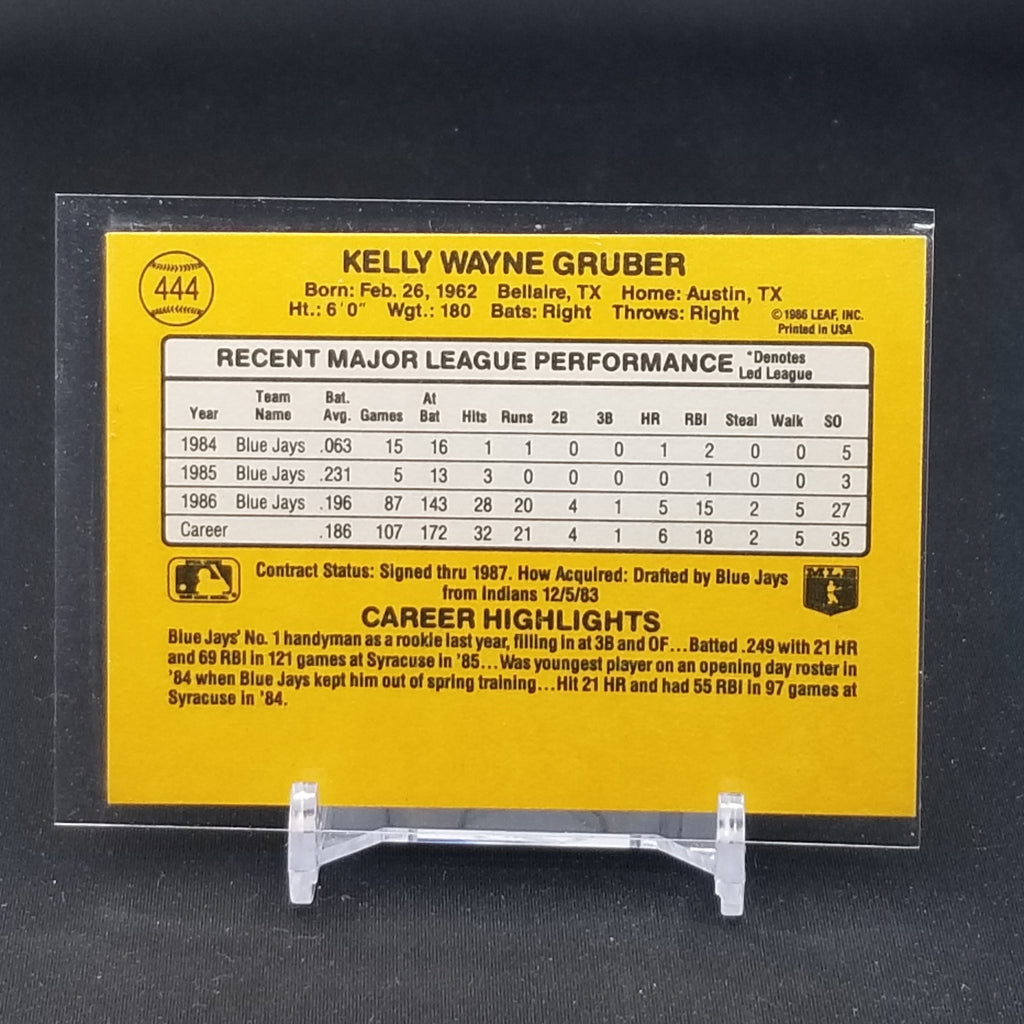 444
KELLY WAYNE GRUBER
Born: Feb. 26, 1962 Bellaire, TX Home: Austin, TX
Ht.: 6'0" Wgt.: 180 Bats: Right Throws: Right
©1986 LEAF, INC.
Printed in USA
RECENT MAJOR LEAGUE PERFORMANCE *Denotes Led League
Year Team Name Bat. Avg. Games At Bat Hits Runs 2B 3B HR RBI Steal Walk SO
1984 Blue Jays .063 15 16 1 1 0 0 1 2 0 0 5
1985 Blue Jays .231 5 13 3 0 0 0 0 1 0 0 3
1986 Blue Jays .196 87 143 28 20 4 1 5 15 2 5 27
Career .186 107 172 32 21 4 1 6 18 2 5 35
Contract Status: Signed thru 1987. How Acquired: Drafted by Blue Jays
from Indians 12/5/83
CAREER HIGHLIGHTS
Blue Jays' No. 1 handyman as a rookie last year, filling in at 3B and OF...Batted .249 with 21 HR
and 69 RBI in 121 games at Syracuse in '85...Was youngest player on an opening day roster in
'84 when Blue Jays kept him out of spring training...Hit 21 HR and had 55 RBI in 97 games at
Syracuse in '84.